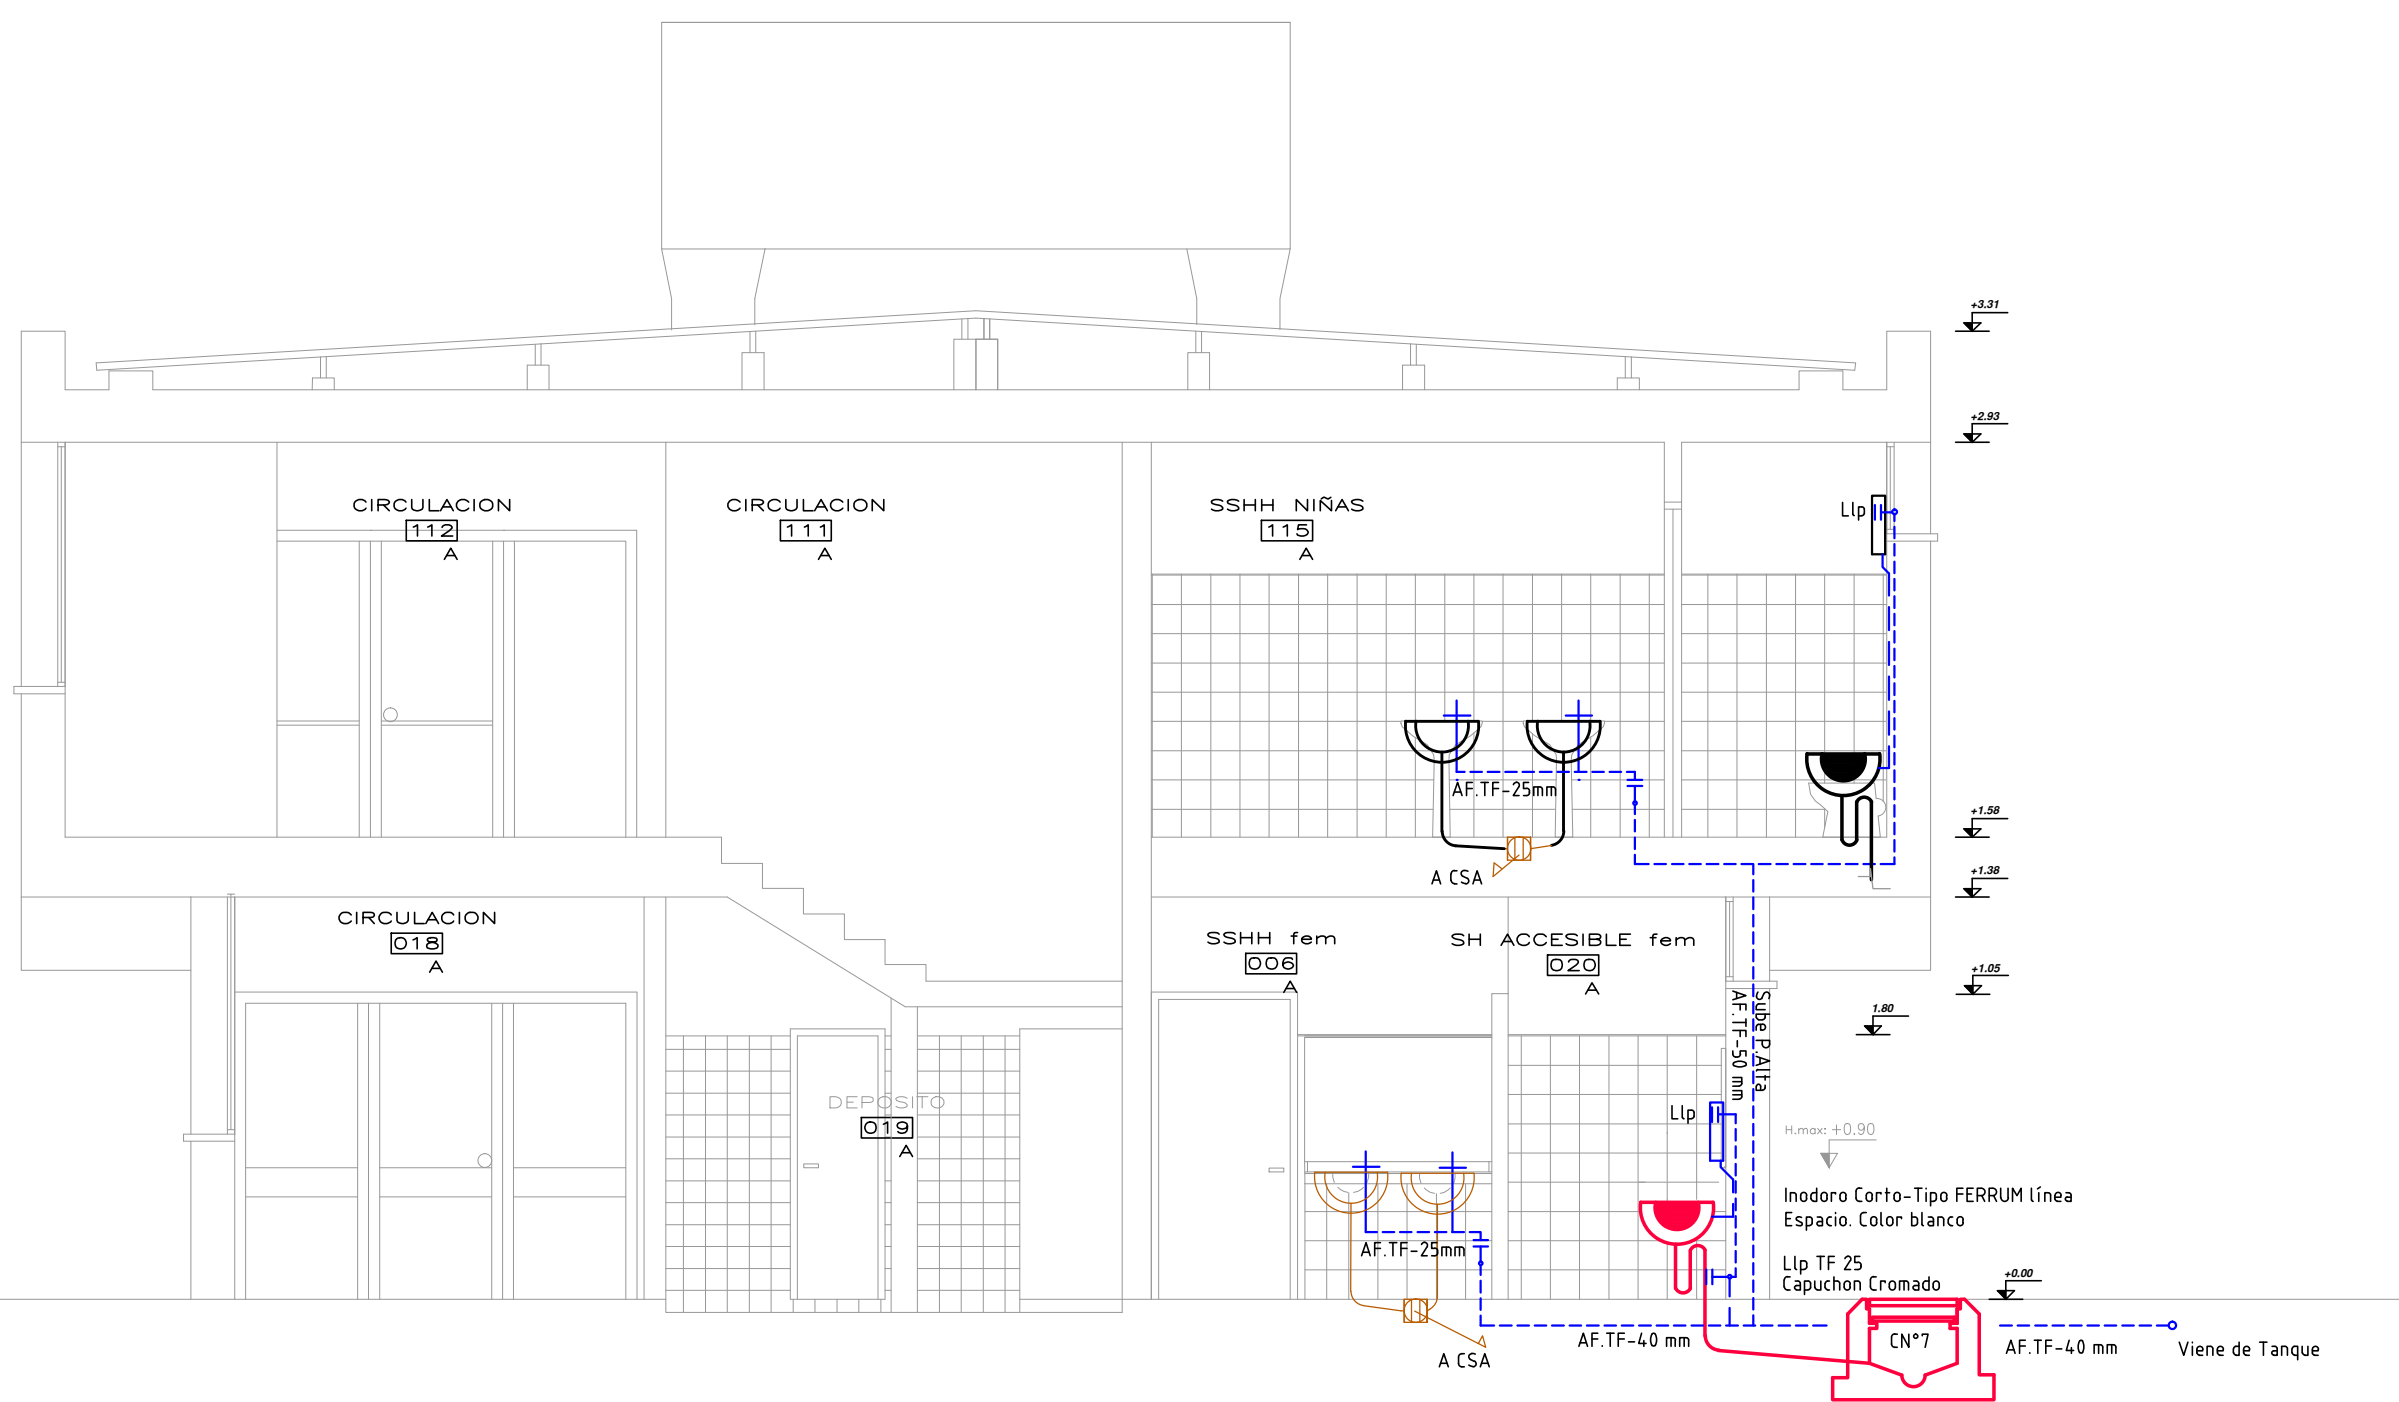 +3.31
+2.93
CIRCULACION
112
A
CIRCULACION
111
A
SSHH NIÑAS
115
A
Llp
AF.TF-25mm
A CSA
+1.58
+1.38
CIRCULACION
018
A
SSHH fem
006
A
SH ACCESIBLE fem
020
A
+1.05
1.80
AF.TF-50 mm
Sube P.Alta
DEPOSITO
019
A
Llp
H.max: +0.90
Inodoro Corto-Tipo FERRUM línea
Espacio. Color blanco
AF.TF-25mm
Llp TF 25
Capuchon Cromado
+0.00
A CSA
AF.TF-40 mm
CN°7
AF.TF-40 mm
Viene de Tanque